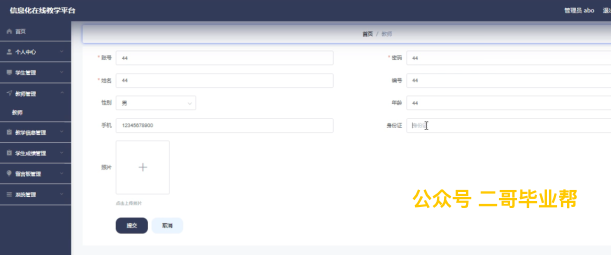 信息化在线教学平台
管理员 abo
首页
首页 / 教师
个人中心
* 账号 44
* 密码 44
学生管理
* 姓名 44
编号 44
教师管理
性别 男
年龄 44
教师
手机 12345678900
身份证 身份证
教学信息管理
学生成绩管理
照片
留言板管理
系统管理
点击上传照片
提交 取消
公众号 二哥毕业帮